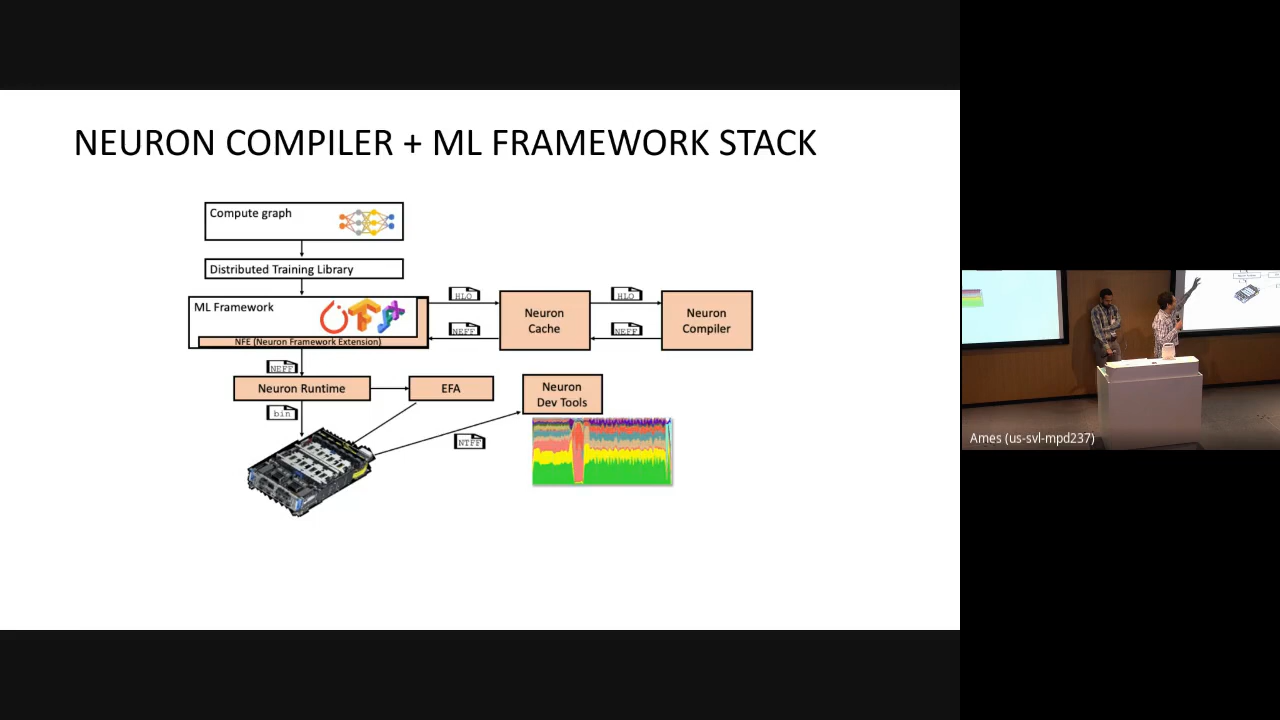 NEURON COMPILER + ML FRAMEWORK STACK
Compute graph
Distributed Training Library
ML Framework
NFE (Neuron Framework Extension)
HLO
NEFF
Neuron
Cache
HLO
NEFF
Neuron
Compiler
NEFF
Neuron Runtime
EFA
Neuron
Dev Tools
bin
NTFF
Ames (us-svl-mpd237)